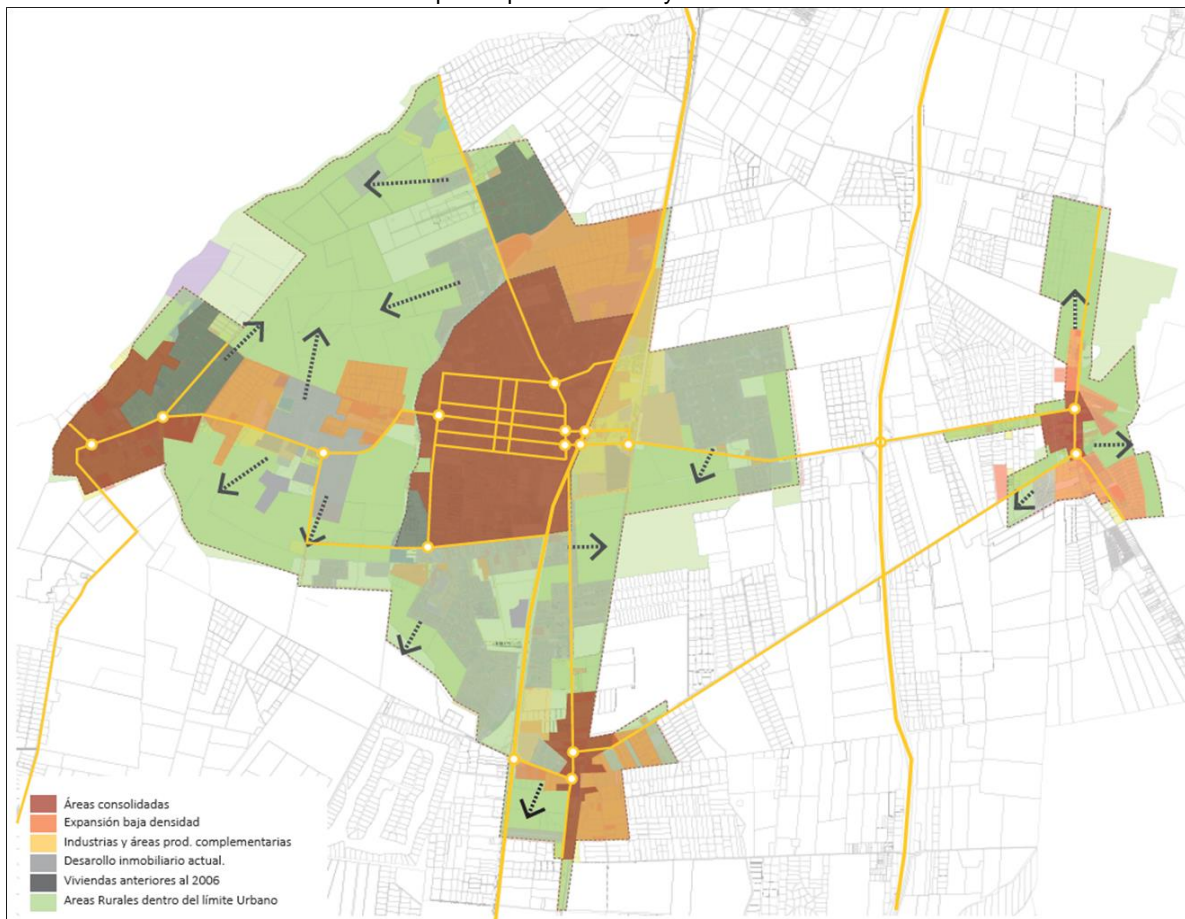 Áreas consolidadas
Expansión baja densidad
Industrias y áreas prod. complementarias
Desarollo inmobiliario actual.
Viviendas anteriores al 2006
Areas Rurales dentro del límite Urbano